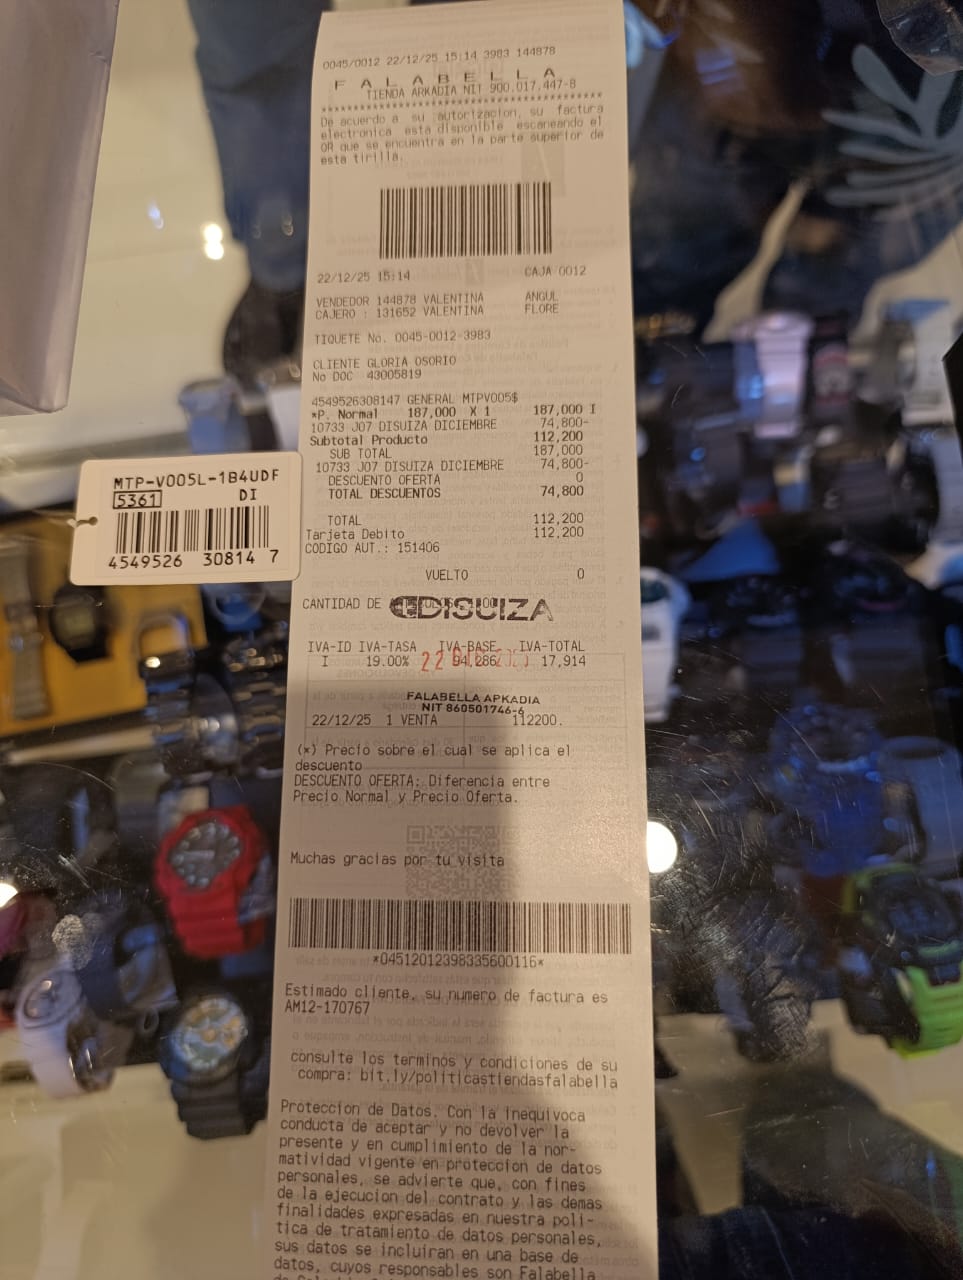 0045/0012 22/12/25 15:14 3983 144878
F A L A B E L L A
TIENDA ARKADIA NIT 900.017.447-8
****************************************
De acuerdo a su autorizacion, su factura
electronica esta disponible escaneando el
QR que se encuentra en la parte superior de
esta tirilla.
22/12/25 15:14 CAJA 0012
VENDEDOR 144878 VALENTINA ANGUL
CAJERO : 131652 VALENTINA FLORE
TIQUETE No. 0045-0012-3983
CLIENTE GLORIA OSORIO
No DOC 43005819
4549526308147 GENERAL MTPV005$
*P. Normal 187,000 X 1 187,000 I
10733 J07 DISUIZA DICIEMBRE 74,800-
Subtotal Producto 112,200
SUB TOTAL 187,000
10733 J07 DISUIZA DICIEMBRE 74,800-
DESCUENTO OFERTA 0
TOTAL DESCUENTOS 74,800
TOTAL 112,200
Tarjeta Debito 112,200
CODIGO AUT.: 151406
VUELTO 0
CANTIDAD DE
DISUIZA
IVA-ID IVA-TASA IVA-BASE IVA-TOTAL
I 19.00% 94,286 17,914
22
FALABELLA ARKADIA
NIT 860501746-6
22/12/25 1 VENTA 112200.
(*) Precio sobre el cual se aplica el
descuento
DESCUENTO OFERTA: Diferencia entre
Precio Normal y Precio Oferta.
Muchas gracias por tu visita
*04512012398335600116*
Estimado cliente, su numero de factura es
AM12-170767
consulte los terminos y condiciones de su
compra: bit.ly/politicastiendasfalabella
Proteccion de Datos. Con la inequivoca
conducta de aceptar y no devolver la
presente y en cumplimiento de la nor-
matividad vigente en proteccion de datos
personales, se advierte que, con fines
de la ejecucion del contrato y las demas
finalidades expresadas en nuestra poli-
tica de tratamiento de datos personales,
sus datos se incluiran en una base de
datos, cuyos responsables son Falabella
MTP-V005L-1B4UDF
5361 DI
4549526 30814 7